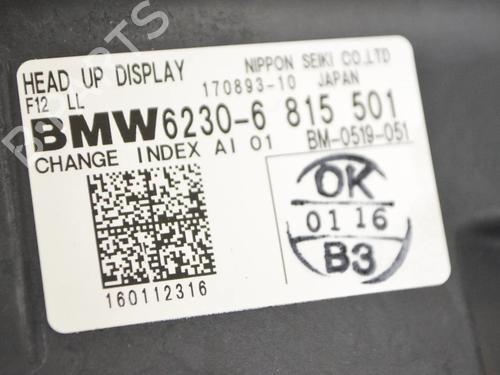 HEAD UP DISPLAY NIPPON SEIKI CO.,LTD
F12 LL 170893-10 JAPAN
BMW 6230-6 815 501
CHANGE INDEX AI 01 BM-0519-051
OK
01 16
B3
160112316